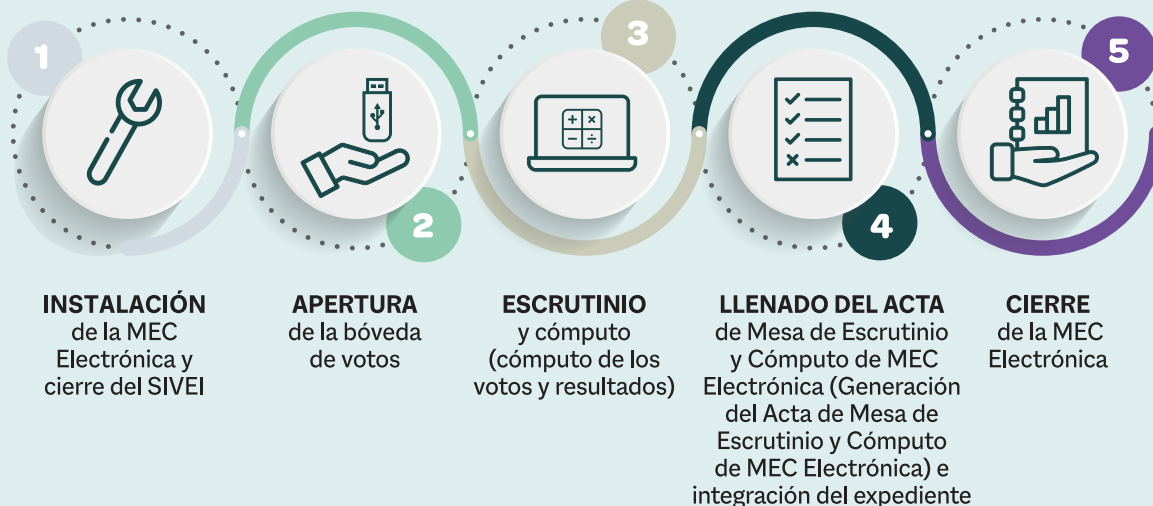 1
INSTALACIÓN
de la MEC
Electrónica y
cierre del SIVEI
2
APERTURA
de la bóveda
de votos
3
ESCRUTINIO
y cómputo
(cómputo de los
votos y resultados)
4
LLENADO DEL ACTA
de Mesa de Escrutinio
y Cómputo de MEC
Electrónica (Generación
del Acta de Mesa de
Escrutinio y Cómputo
de MEC Electrónica) e
integración del expediente
5
CIERRE
de la MEC
Electrónica